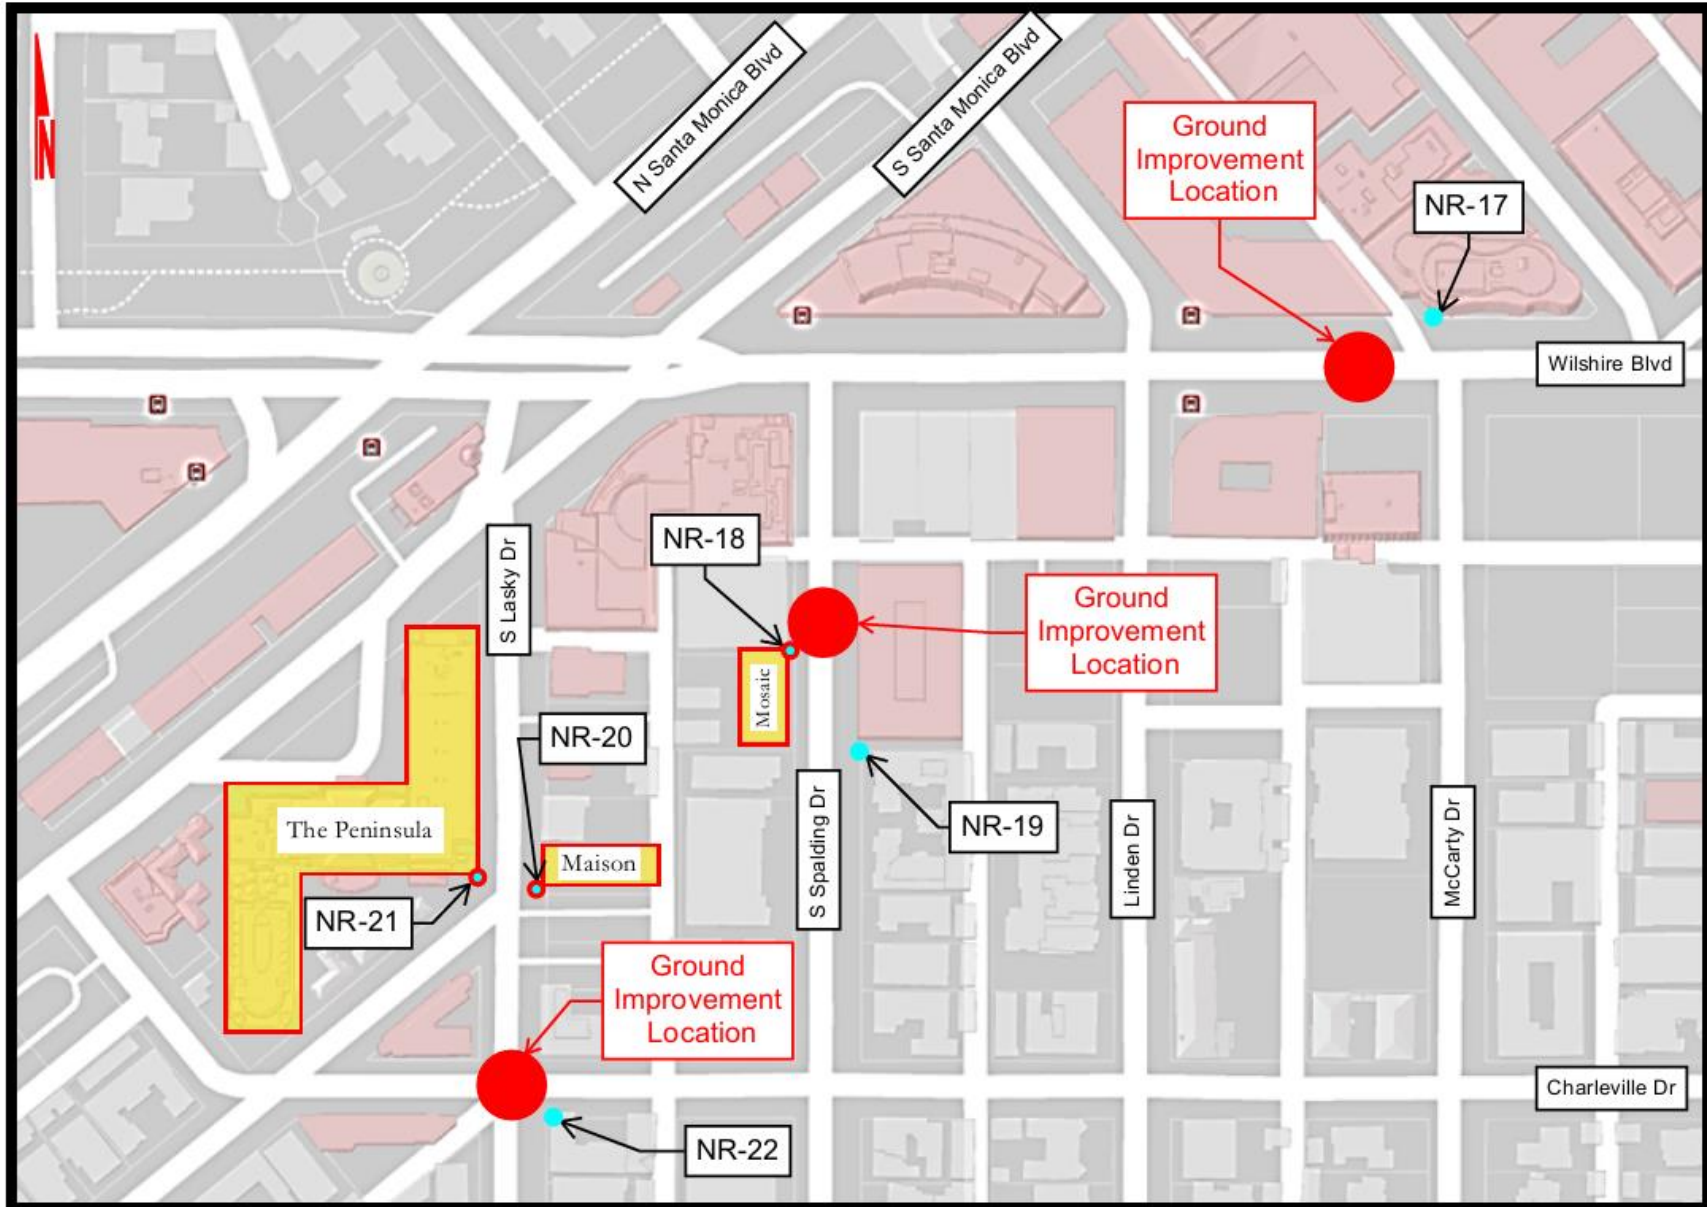 N Santa Monica Blvd
S Santa Monica Blvd
Ground
Improvement
Location
NR-17
N
Wilshire Blvd
NR-18
S Lasky Dr
Ground
Improvement
Location
Mosaic
NR-20
The Peninsula
Maison
NR-19
S Spalding Dr
Linden Dr
McCarty Dr
NR-21
Ground
Improvement
Location
Charleville Dr
NR-22